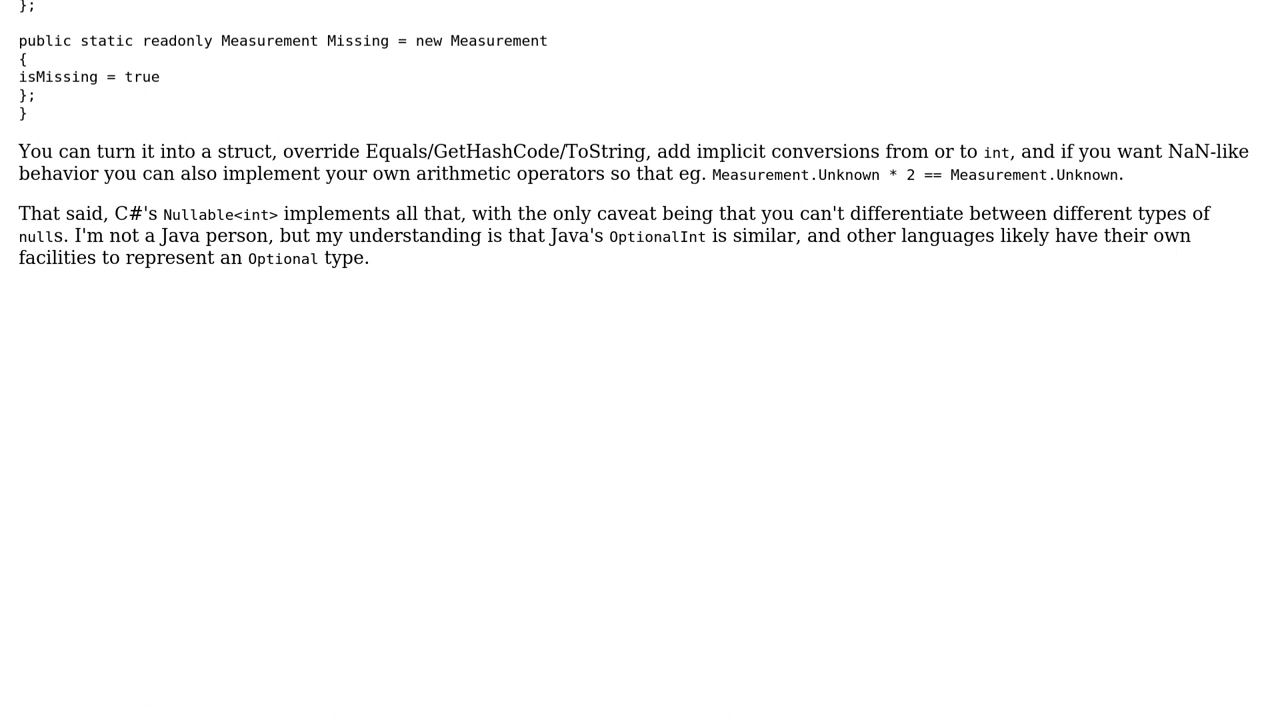 };
public static readonly Measurement Missing = new Measurement
{
isMissing = true
};
}
You can turn it into a struct, override Equals/GetHashCode/ToString, add implicit conversions from or to int, and if you want NaN-like
behavior you can also implement your own arithmetic operators so that eg. Measurement.Unknown * 2 == Measurement.Unknown.
That said, C#'s Nullable<int> implements all that, with the only caveat being that you can't differentiate between different types of
nulls. I'm not a Java person, but my understanding is that Java's OptionalInt is similar, and other languages likely have their own
facilities to represent an Optional type.